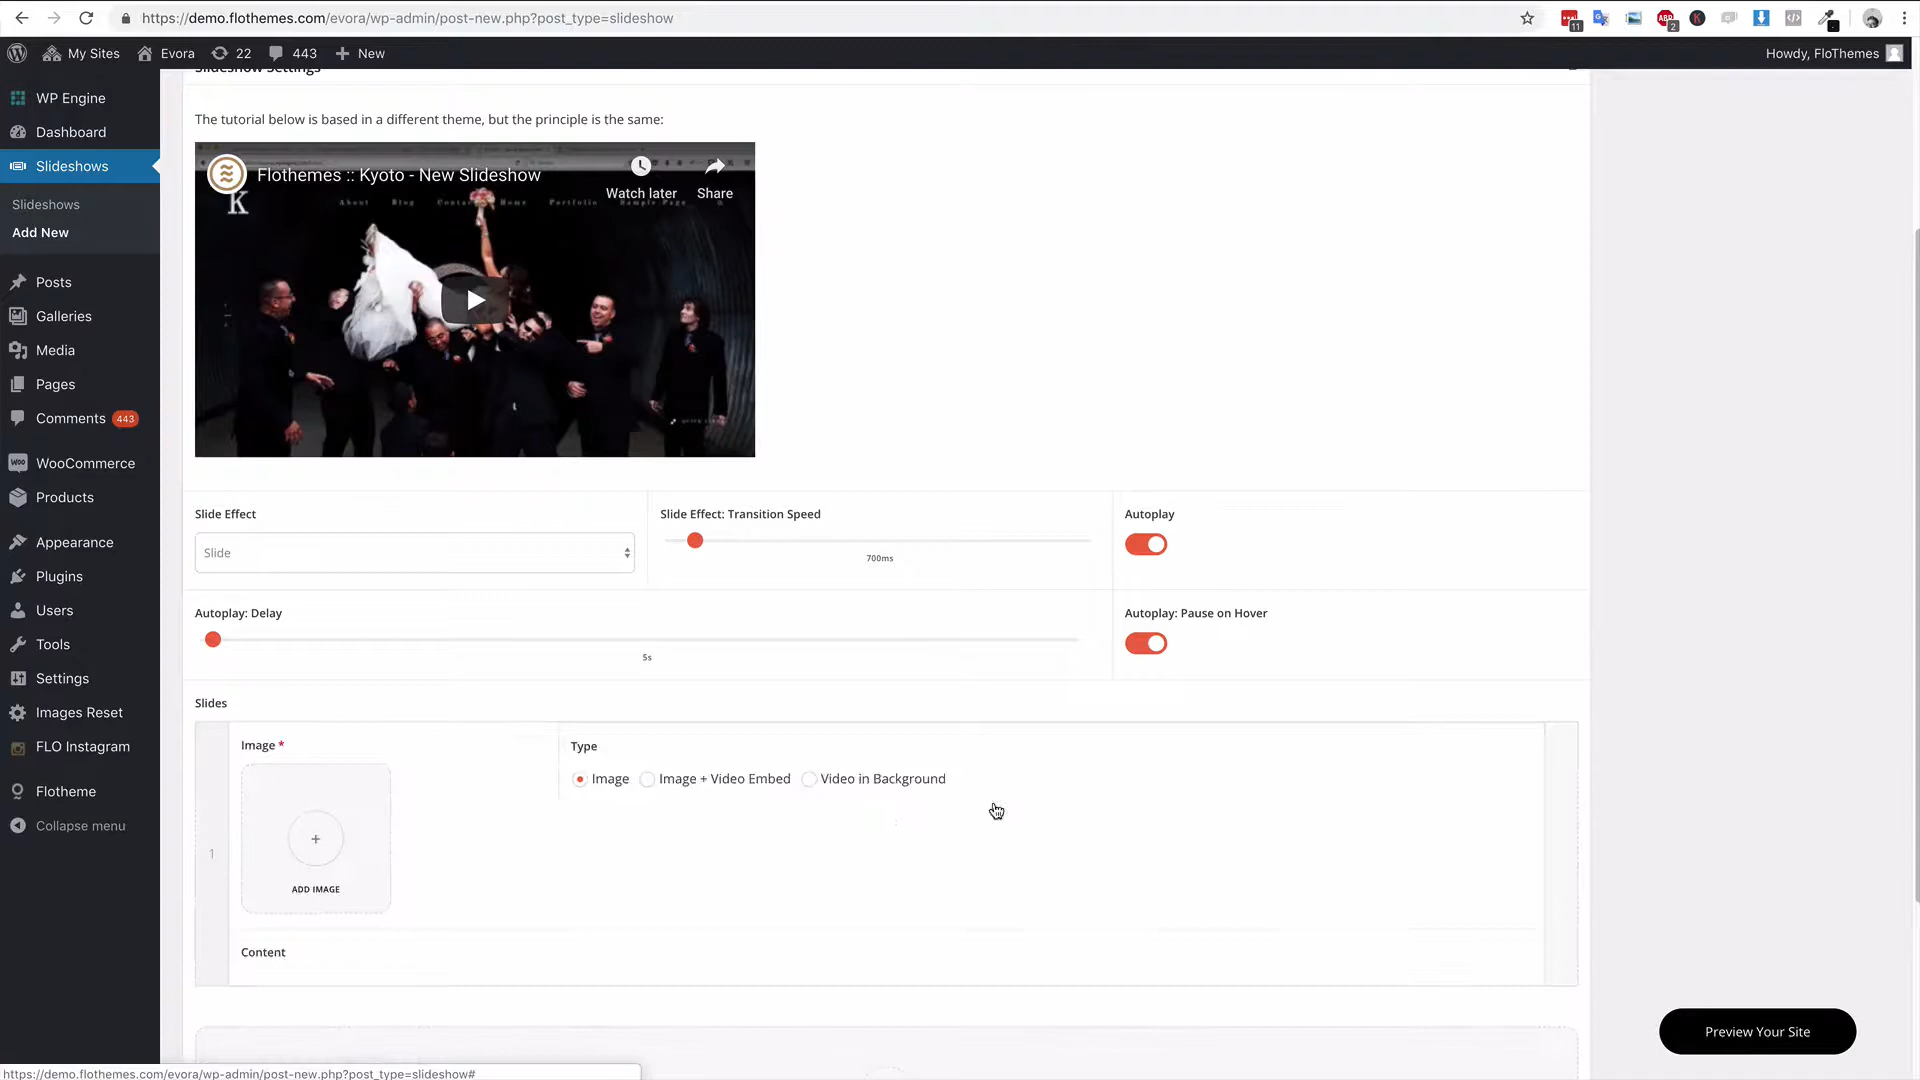 https://demo.flothemes.com/evora/wp-admin/post-new.php?post_type=slideshow
11
2
My Sites
Evora
22
443
New
Howdy, FloThemes
WP Engine
Dashboard
Slideshows
Slideshows
Add New
Posts
Galleries
Media
Pages
Comments 443
WooCommerce
Products
Appearance
Plugins
Users
Tools
Settings
Images Reset
FLO Instagram
Flotheme
Collapse menu
Slideshow Settings
The tutorial below is based in a different theme, but the principle is the same:
Flothemes :: Kyoto - New Slideshow
Watch later
Share
K
About Blog Contact Home Portfolio Sample Page
Slide Effect
Slide
Slide Effect: Transition Speed
700ms
Autoplay
Autoplay: Delay
5s
Autoplay: Pause on Hover
Slides
1
Image *
ADD IMAGE
Type
Image
Image + Video Embed
Video in Background
Content
Preview Your Site
https://demo.flothemes.com/evora/wp-admin/post-new.php?post_type=slideshow#